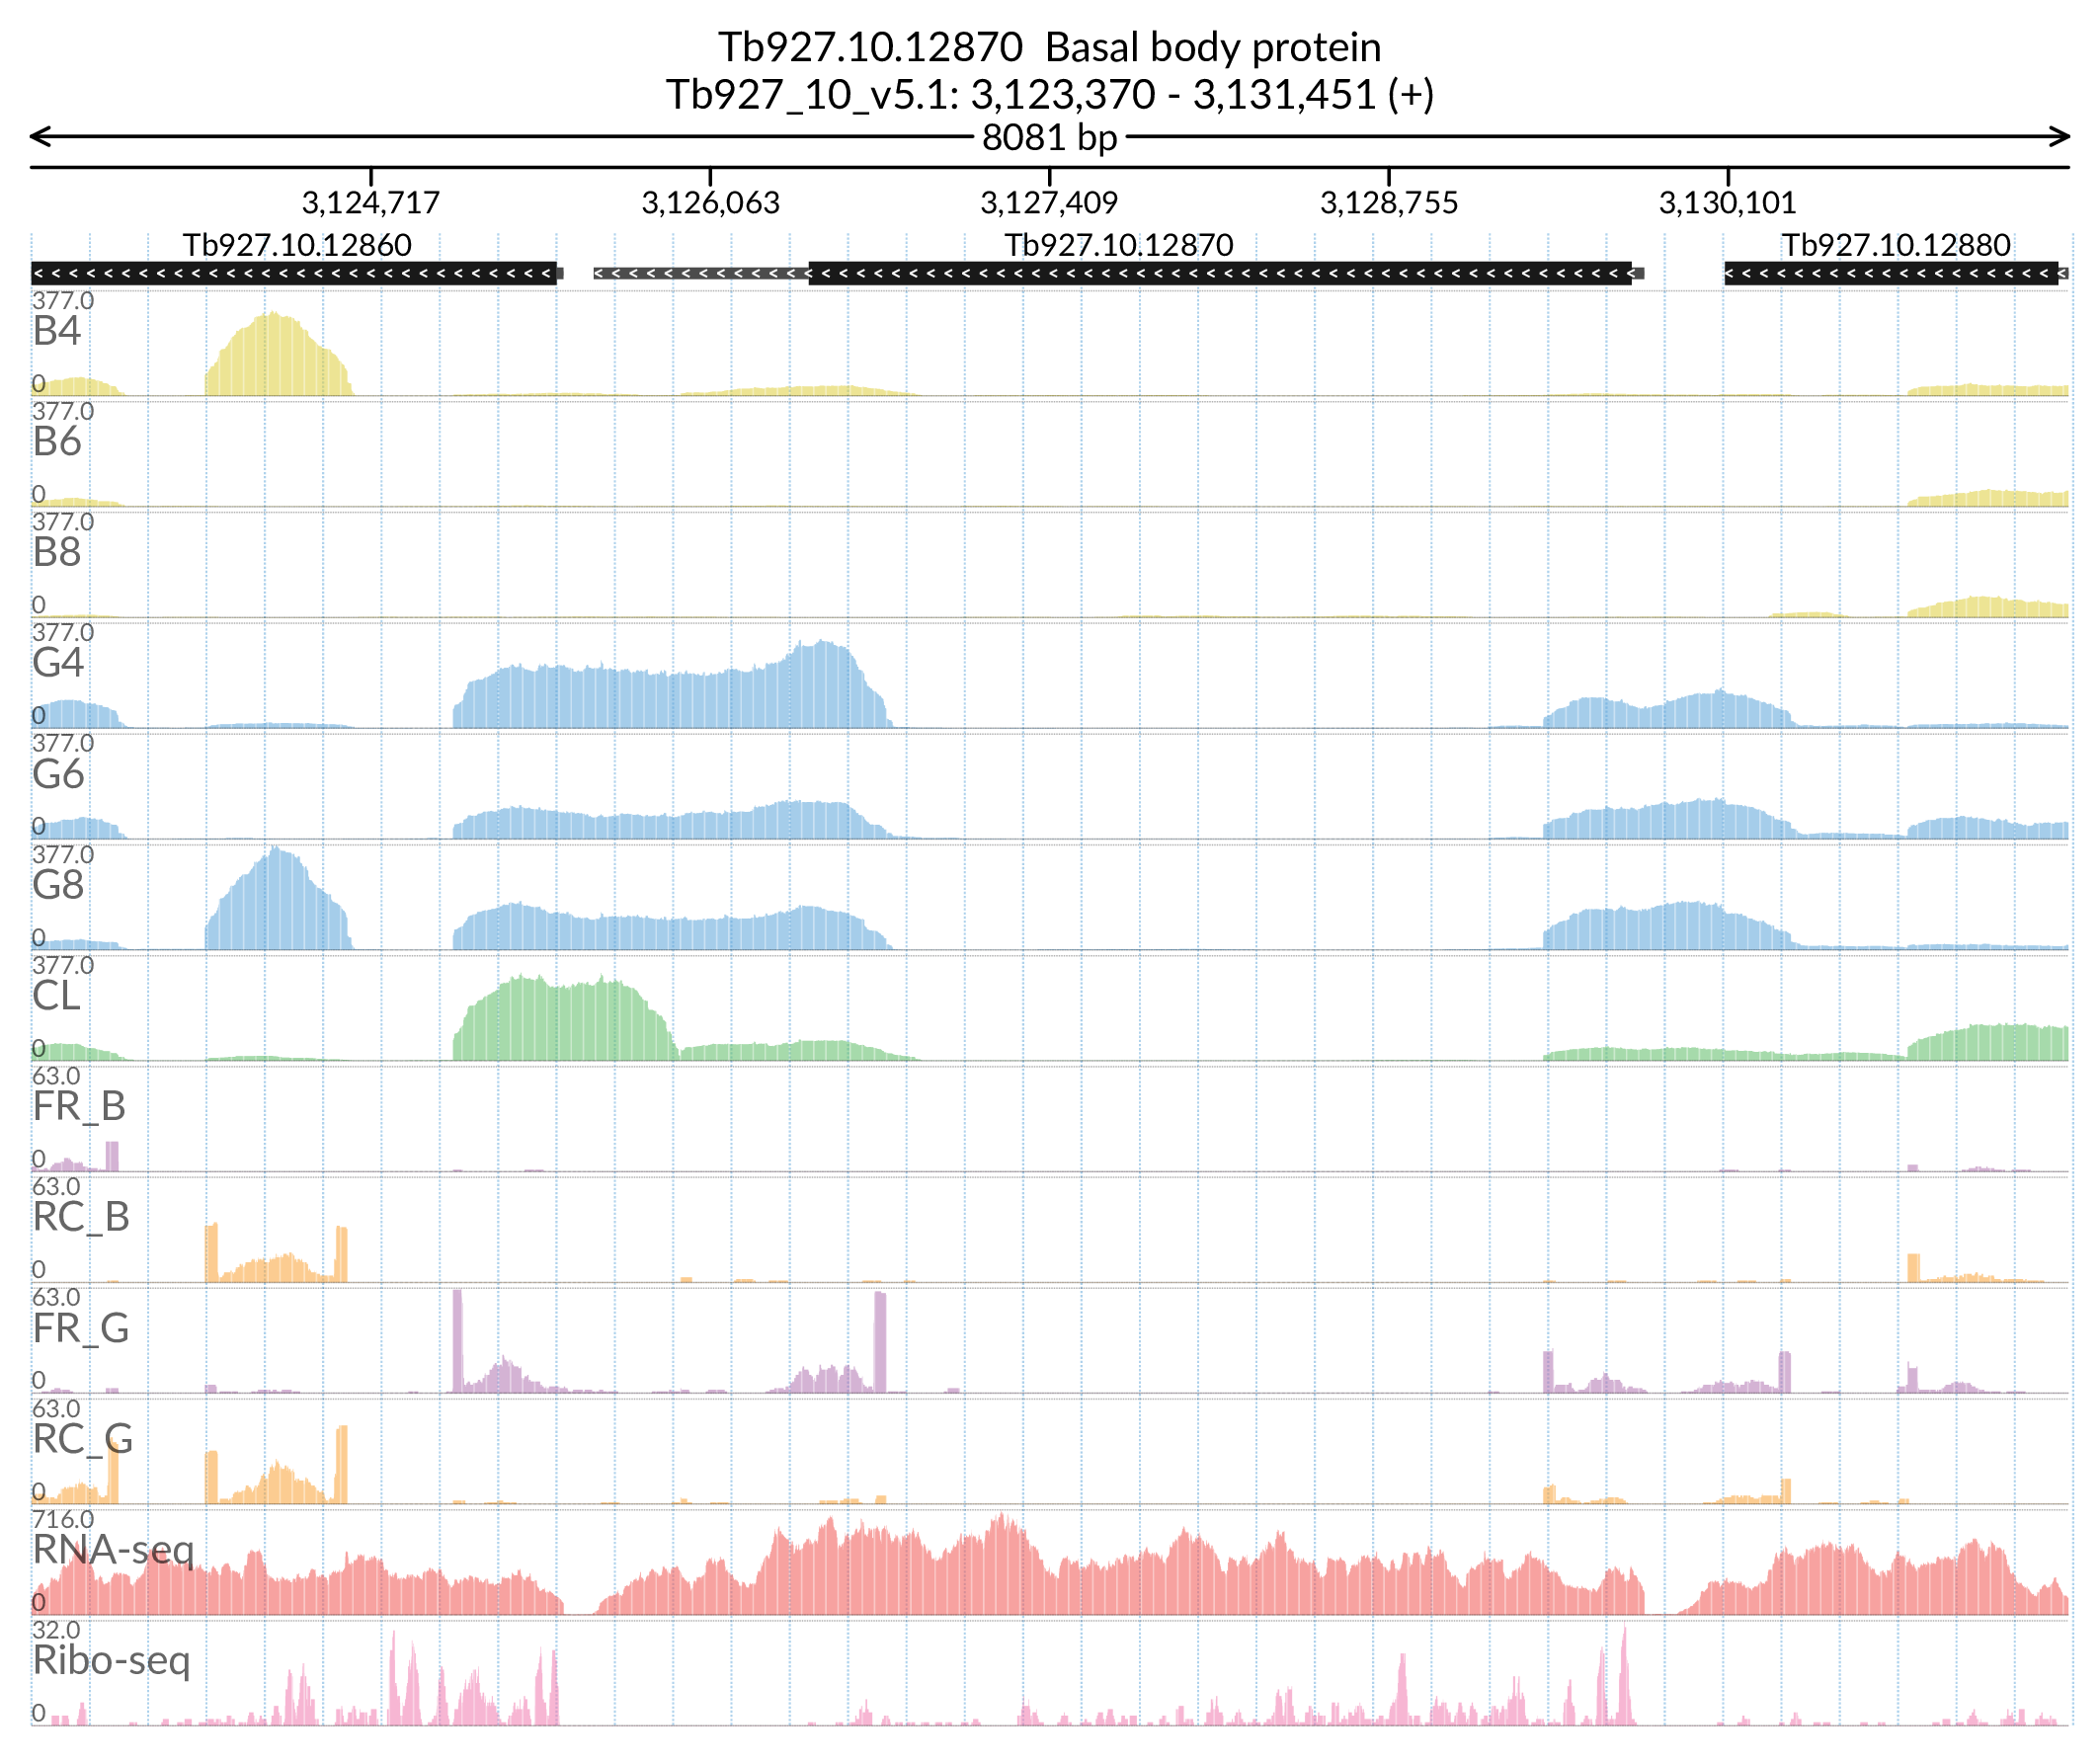 Tb927.10.12870 Basal body protein
Tb927_10_v5.1: 3,123,370 - 3,131,451 (+)
8081 bp
3,124,717 3,126,063 3,127,409 3,128,755 3,130,101
Tb927.10.12860 Tb927.10.12870 Tb927.10.12880
377.0
B4
0
377.0
B6
0
377.0
B8
0
377.0
G4
0
377.0
G6
0
377.0
G8
0
377.0
CL
0
63.0
FR_B
0
63.0
RC_B
0
63.0
FR_G
0
63.0
RC_G
0
716.0
RNA-seq
0
32.0
Ribo-seq
0